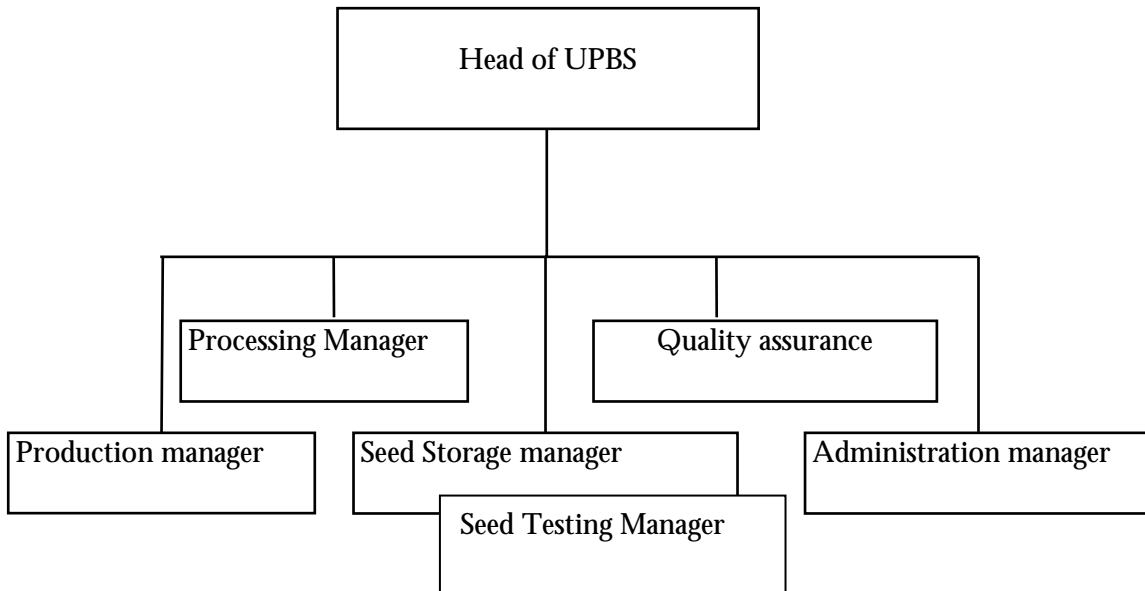 Head of UPBS
Processing Manager
Quality assurance
Production manager
Seed Storage manager
Administration manager
Seed Testing Manager